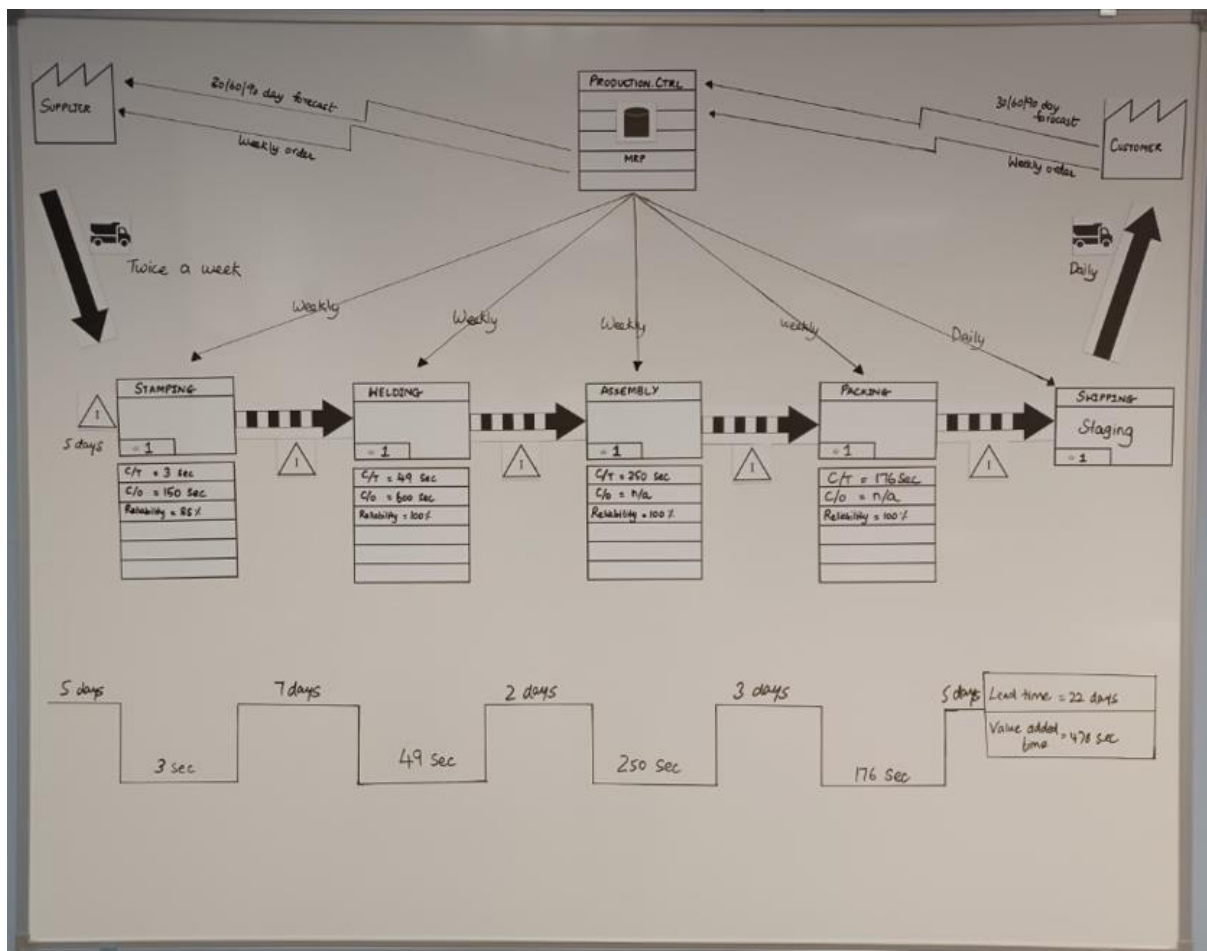 SUPPLIER
30/60/90 day forecast
Weekly order
PRODUCTION CTRL
MRP
30/60/90 day
forecast
Weekly order
CUSTOMER
Twice a week
Daily
Weekly
Weekly
Weekly
Weekly
Daily
I
5 days
STAMPING
1
C/T = 3 sec
C/O = 150 sec
Reliability = 85%
I
WELDING
1
C/T = 49 sec
C/O = 600 sec
Reliability = 100%
I
ASSEMBLY
1
C/T = 250 sec
C/O = n/a
Reliability = 100%
I
PACKING
1
C/T = 176 sec
C/O = n/a
Reliability = 100%
I
SHIPPING
Staging
1
5 days
3 sec
7 days
49 sec
2 days
250 sec
3 days
176 sec
5 days
Lead time = 22 days
Value added
time = 478 sec